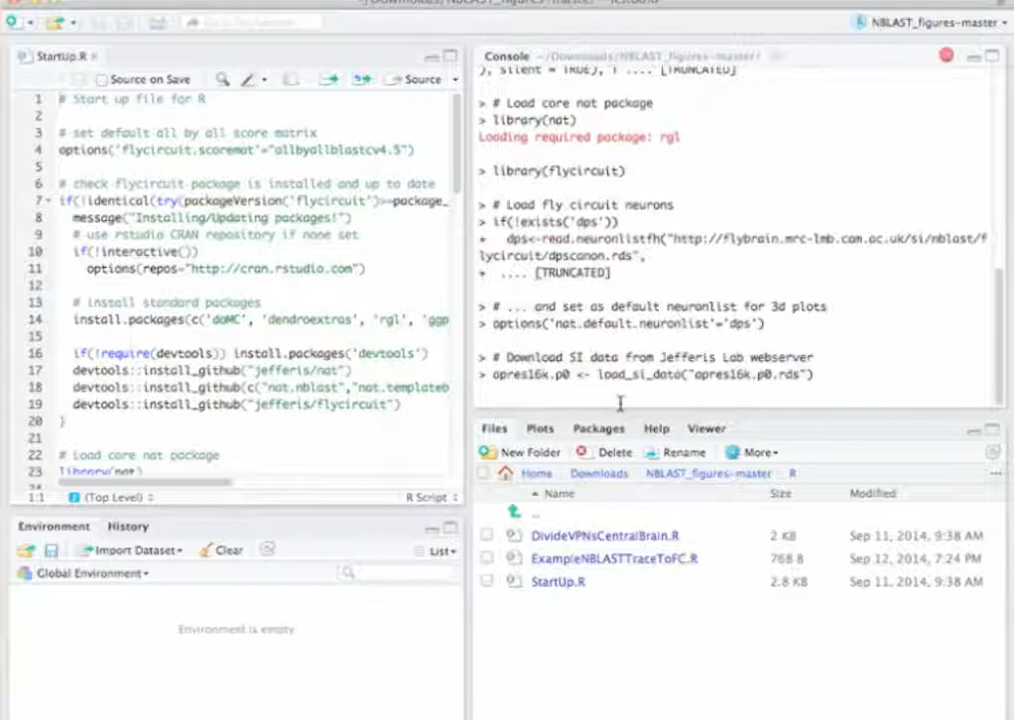 NBLAST_figures-master
StartUp.R
Source on Save
Source
1 # Start up file for R
2
3 # set default all by all score matrix
4 options('flycircuit.scoremat'="allbyallblastcv4.5")
5
6 # check flycircuit package is installed and up to date
7 if(!identical(try(packageVersion('flycircuit')>=package_
8 message("Installing/Updating packages!")
9 # use rstudio CRAN repository if none set
10 if(!interactive())
11 options(repos="http://cran.rstudio.com")
12
13 # install standard packages
14 install.packages(c('doMC', 'dendroextras', 'rgl', 'ggp
15
16 if(!require(devtools)) install.packages('devtools')
17 devtools::install_github("jefferis/nat")
18 devtools::install_github(c("nat.nblast","nat.templateb
19 devtools::install_github("jefferis/flycircuit")
20 }
21
22 # Load core nat package
23 library(nat)
24
1:1 (Top Level) R Script
Console ~/Downloads/NBLAST_figures-master/
), silent = TRUE), T .... [TRUNCATED]
> # Load core nat package
> library(nat)
Loading required package: rgl
> library(flycircuit)
> # Load fly circuit neurons
> if(!exists('dps'))
+ dps<-read.neuronlistfh("http://flybrain.mrc-lmb.cam.ac.uk/si/nblast/f
lycircuit/dpscanon.rds",
+ .... [TRUNCATED]
> # ... and set as default neuronlist for 3d plots
> options('nat.default.neuronlist'='dps')
> # Download SI data from Jefferis Lab webserver
> apres16k.p0 <- load_si_data("apres16k.p0.rds")
Environment History
Import Dataset Clear List
Global Environment
Environment is empty
Files Plots Packages Help Viewer
New Folder Delete Rename More
Home Downloads NBLAST_figures-master R
Name Size Modified
..
DivideVPNsCentralBrain.R 2 KB Sep 11, 2014, 9:38 AM
ExampleNBLASTTraceToFC.R 768 B Sep 12, 2014, 7:24 PM
StartUp.R 2.8 KB Sep 11, 2014, 9:38 AM